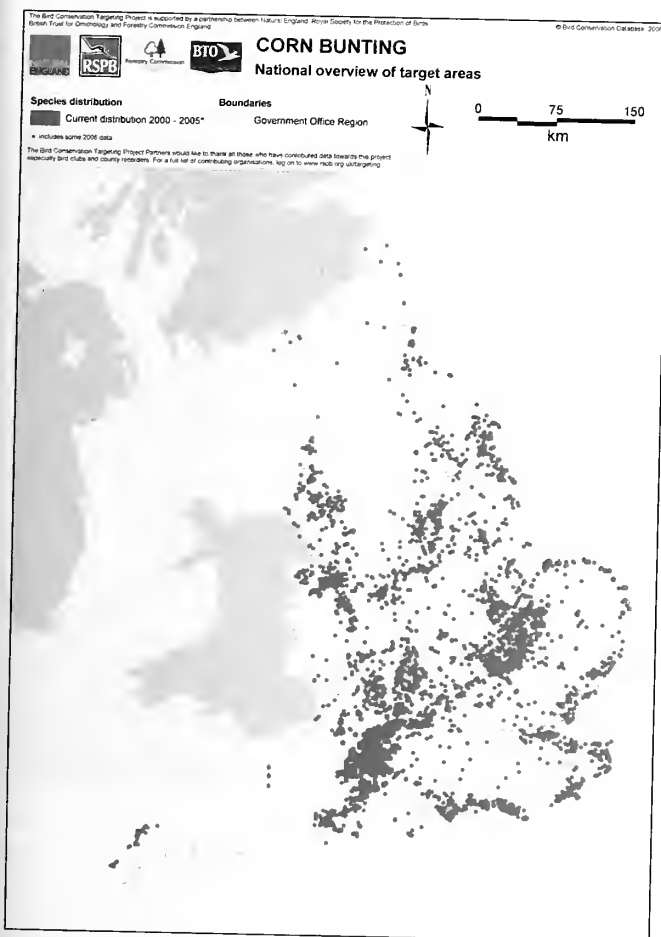 The Bird Conservation Targeting Project is supported by a partnership between Natural England, Royal Society for the Protection of Birds
British Trust for Ornithology and Forestry Commission England
© Bird Conservation Database 2006
NATURAL
ENGLAND
RSPB
Forestry Commission
BTO
CORN BUNTING
National overview of target areas
Species distribution
Boundaries
Current distribution 2000 - 2005*
Government Office Region
* includes some 2006 data
N
0 75 150
km
The Bird Conservation Targeting Project Partners would like to thank all those who have contributed data towards this project
especially bird clubs and county recorders. For a full list of contributing organisations, log on to www.rspb.org.uk/targeting